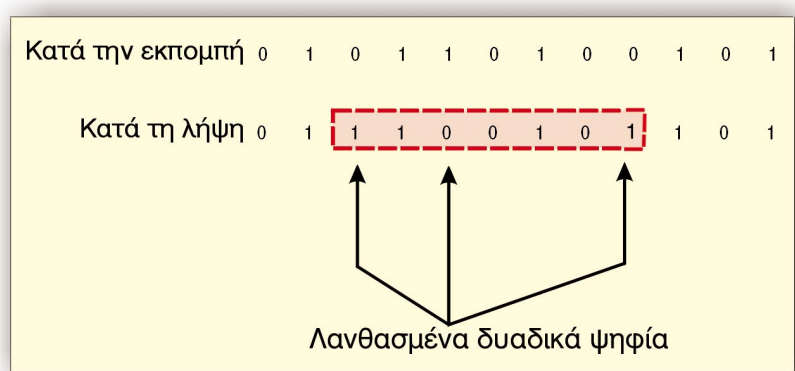 Κατά την εκπομπή 0 1 0 1 1 0 1 0 0 1 0 1
Κατά τη λήψη 0 1 1 1 0 0 1 0 1 1 0 1
Λανθασμένα δυαδικά ψηφία